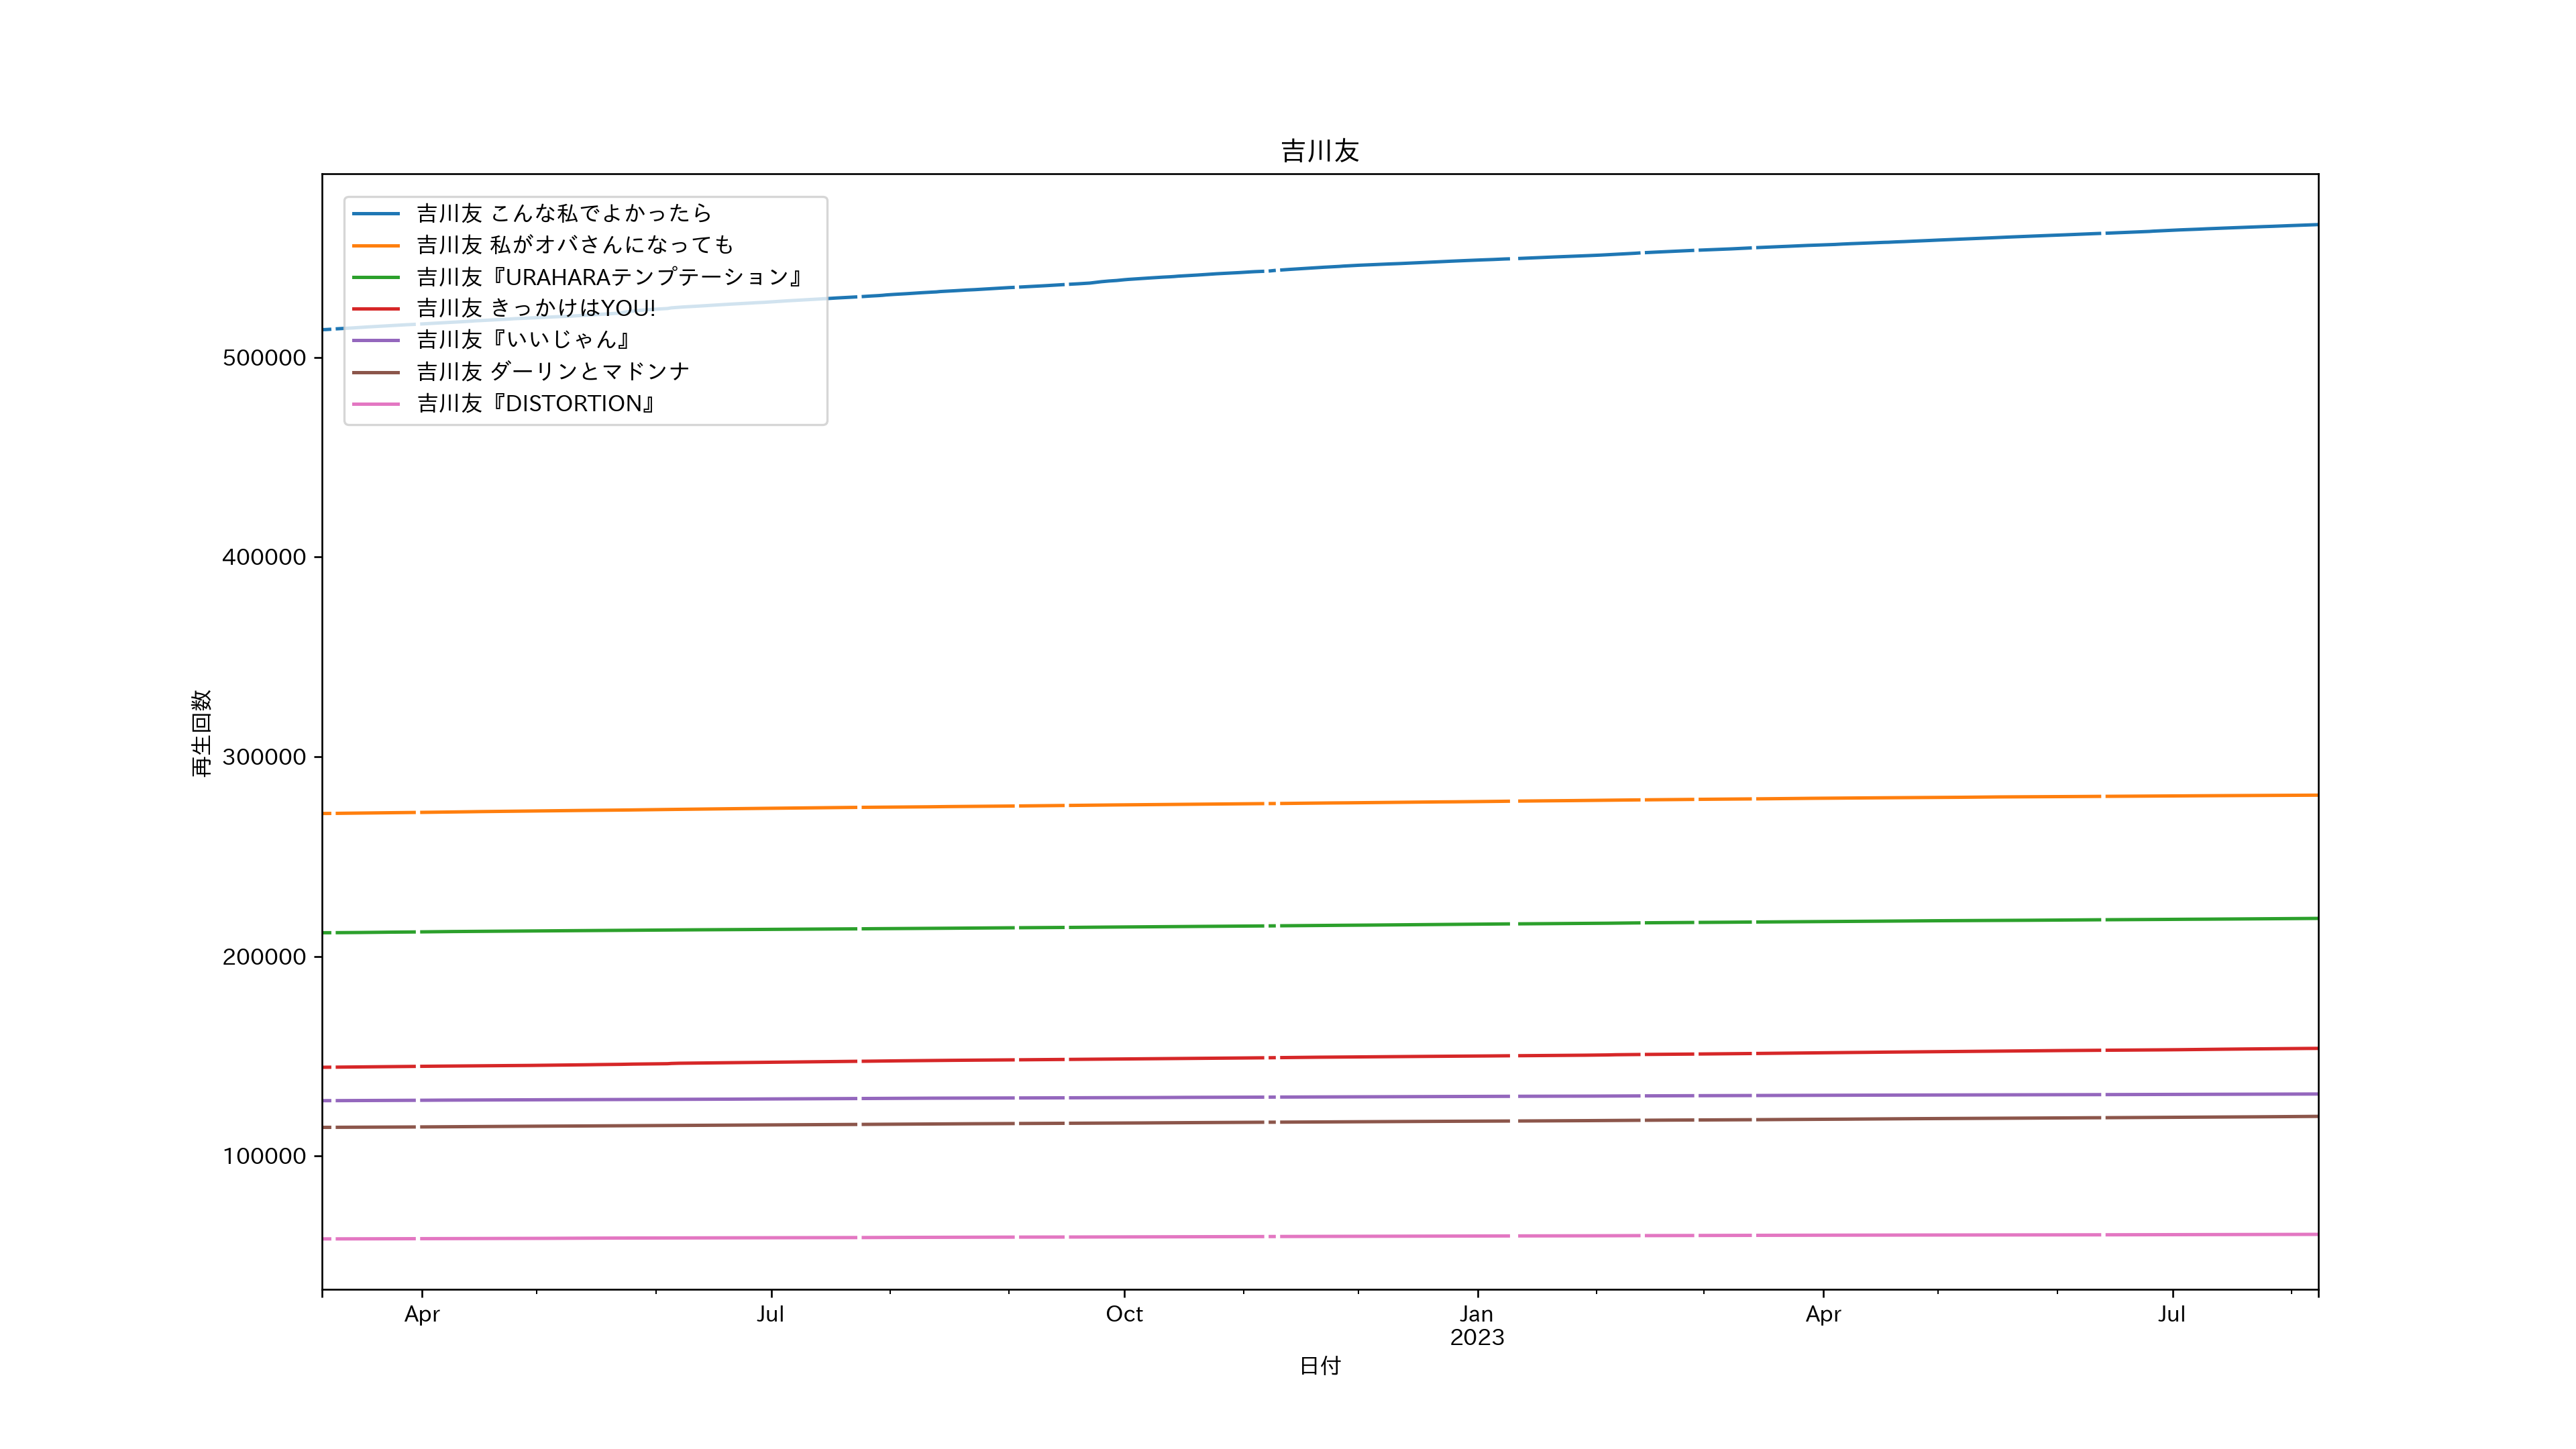 吉川友
吉川友 こんな私でよかったら
吉川友 私がオバさんになっても
吉川友『URAHARAテンプテーション』
吉川友 きっかけはYOU!
吉川友『いいじゃん』
吉川友 ダーリンとマドンナ
吉川友『DISTORTION』
再生回数
500000
400000
300000
200000
100000
Apr Jul Oct Jan Apr Jul
2023
日付